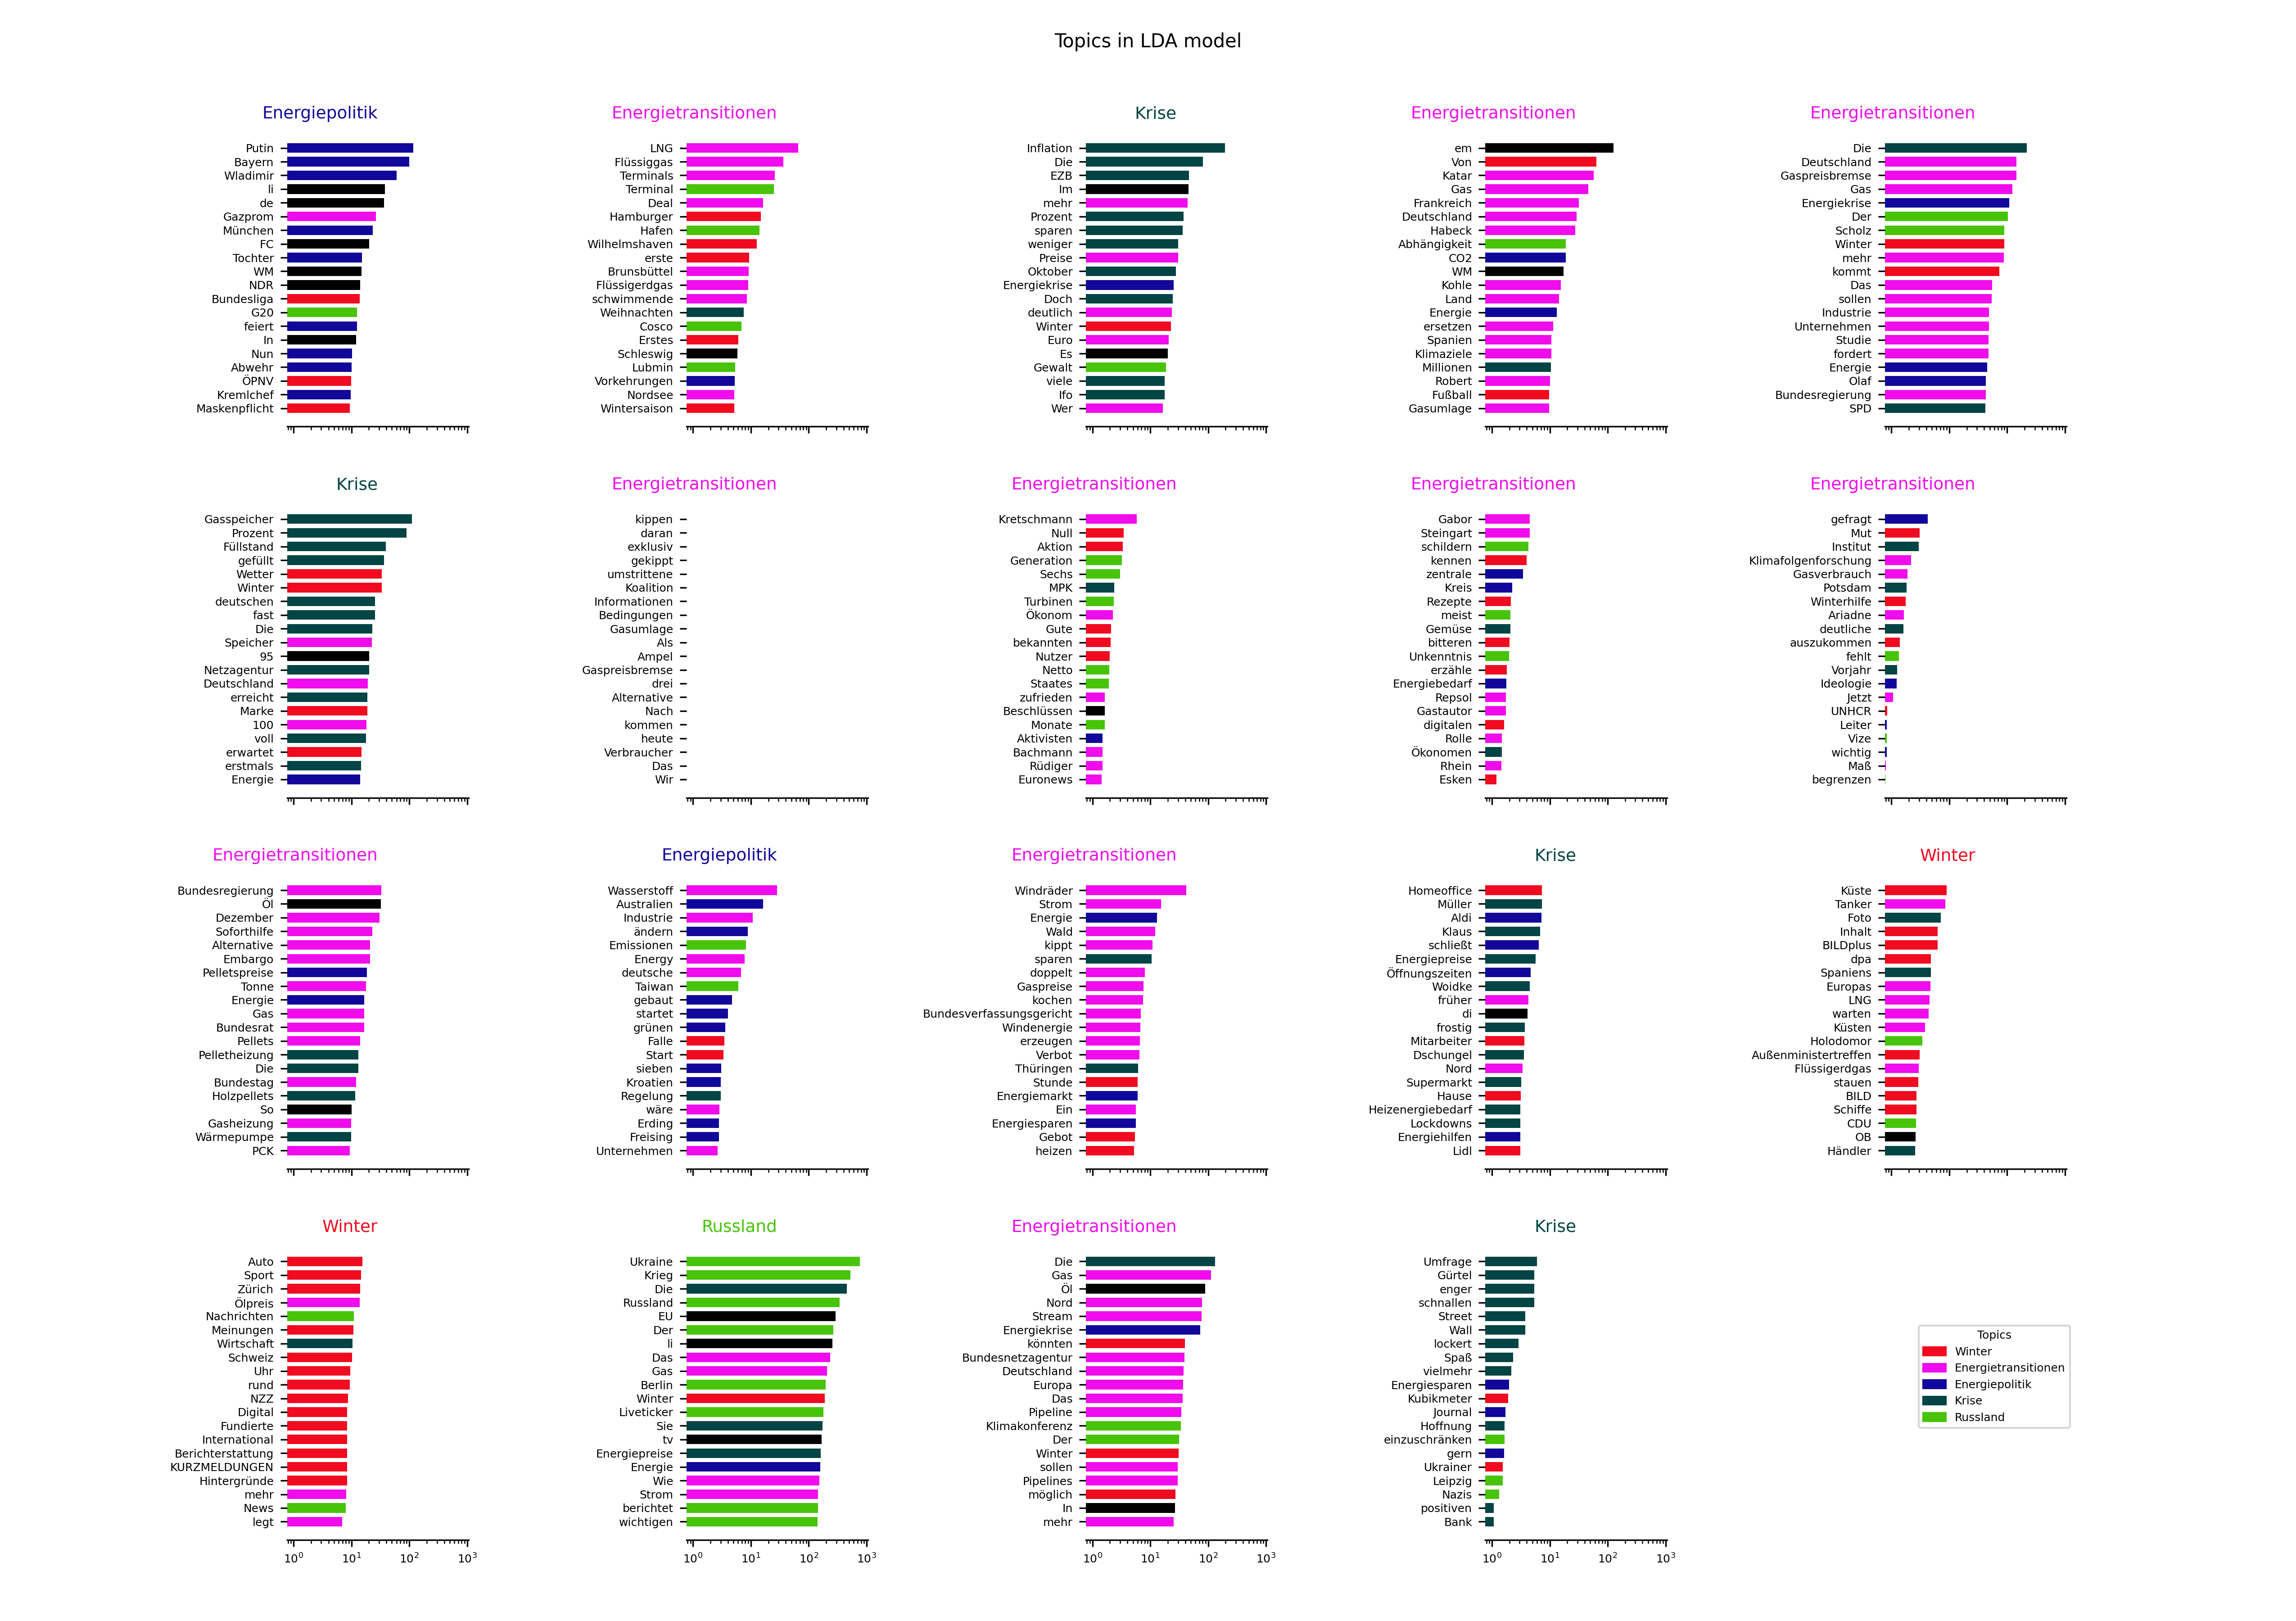 Topics in LDA model
Energiepolitik
Putin
Bayern
Wladimir
li
de
Gazprom
München
FC
Tochter
WM
NDR
Bundesliga
G20
feiert
In
Nun
Abwehr
ÖPNV
Kremlchef
Maskenpflicht
Energietransitionen
LNG
Flüssiggas
Terminals
Terminal
Deal
Hamburger
Hafen
Wilhelmshaven
erste
Brunsbüttel
Flüssigerdgas
schwimmende
Weihnachten
Cosco
Erstes
Schleswig
Lubmin
Vorkehrungen
Nordsee
Wintersaison
Krise
Inflation
Die
EZB
Im
mehr
Prozent
sparen
weniger
Preise
Oktober
Energiekrise
Doch
deutlich
Winter
Euro
Es
Gewalt
viele
Ifo
Wer
Energietransitionen
em
Von
Katar
Gas
Frankreich
Deutschland
Habeck
Abhängigkeit
CO2
WM
Kohle
Land
Energie
ersetzen
Spanien
Klimaziele
Millionen
Robert
Fußball
Gasumlage
Energietransitionen
Die
Deutschland
Gaspreisbremse
Gas
Energiekrise
Der
Scholz
Winter
mehr
kommt
Das
sollen
Industrie
Unternehmen
Studie
fordert
Energie
Olaf
Bundesregierung
SPD
Krise
Gasspeicher
Prozent
Füllstand
gefüllt
Wetter
Winter
deutschen
fast
Die
Speicher
95
Netzagentur
Deutschland
erreicht
Marke
100
voll
erwartet
erstmals
Energie
Energietransitionen
kippen
daran
exklusiv
gekippt
umstrittene
Koalition
Informationen
Bedingungen
Gasumlage
Als
Ampel
Gaspreisbremse
drei
Alternative
Nach
kommen
heute
Verbraucher
Das
Wir
Energietransitionen
Kretschmann
Null
Aktion
Generation
Sechs
MPK
Turbinen
Ökonom
Gute
bekannten
Nutzer
Netto
Staates
zufrieden
Beschlüssen
Monate
Aktivisten
Bachmann
Rüdiger
Euronews
Energietransitionen
Gabor
Steingart
schildern
kennen
zentrale
Kreis
Rezepte
meist
Gemüse
bitteren
Unkenntnis
erzähle
Energiebedarf
Repsol
Gastautor
digitalen
Rolle
Ökonomen
Rhein
Esken
Energietransitionen
gefragt
Mut
Institut
Klimafolgenforschung
Gasverbrauch
Potsdam
Winterhilfe
Ariadne
deutliche
auszukommen
fehlt
Vorjahr
Ideologie
Jetzt
UNHCR
Leiter
Vize
wichtig
Maß
begrenzen
Energietransitionen
Bundesregierung
Öl
Dezember
Soforthilfe
Alternative
Embargo
Pelletspreise
Tonne
Energie
Gas
Bundesrat
Pellets
Pelletheizung
Die
Bundestag
Holzpellets
So
Gasheizung
Wärmepumpe
PCK
Energiepolitik
Wasserstoff
Australien
Industrie
ändern
Emissionen
Energy
deutsche
Taiwan
gebaut
startet
grünen
Falle
Start
sieben
Kroatien
Regelung
wäre
Erding
Freising
Unternehmen
Energietransitionen
Windräder
Strom
Energie
Wald
kippt
sparen
doppelt
Gaspreise
kochen
Bundesverfassungsgericht
Windenergie
erzeugen
Verbot
Thüringen
Stunde
Energiemarkt
Ein
Energiesparen
Gebot
heizen
Krise
Homeoffice
Müller
Aldi
Klaus
schließt
Energiepreise
Öffnungszeiten
Woidke
früher
di
frostig
Mitarbeiter
Dschungel
Nord
Supermarkt
Hause
Heizenergiebedarf
Lockdowns
Energiehilfen
Lidl
Winter
Küste
Tanker
Foto
Inhalt
BILDplus
dpa
Spaniens
Europas
LNG
warten
Küsten
Holodomor
Außenministertreffen
Flüssigerdgas
stauen
BILD
Schiffe
CDU
OB
Händler
Winter
Auto
Sport
Zürich
Ölpreis
Nachrichten
Meinungen
Wirtschaft
Schweiz
Uhr
rund
NZZ
Digital
Fundierte
International
Berichterstattung
KURZMELDUNGEN
Hintergründe
mehr
News
legt
10⁰ 10¹ 10² 10³
Russland
Ukraine
Krieg
Die
Russland
EU
Der
li
Das
Gas
Berlin
Winter
Liveticker
Sie
tv
Energiepreise
Energie
Wie
Strom
berichtet
wichtigen
10⁰ 10¹ 10² 10³
Energietransitionen
Die
Gas
Öl
Nord
Stream
Energiekrise
könnten
Bundesnetzagentur
Deutschland
Europa
Das
Pipeline
Klimakonferenz
Der
Winter
sollen
Pipelines
möglich
In
mehr
10⁰ 10¹ 10² 10³
Krise
Umfrage
Gürtel
enger
schnallen
Street
Wall
lockert
Spaß
vielmehr
Energiesparen
Kubikmeter
Journal
Hoffnung
einzuschränken
gern
Ukrainer
Leipzig
Nazis
positiven
Bank
10⁰ 10¹ 10² 10³
Topics
Winter
Energietransitionen
Energiepolitik
Krise
Russland